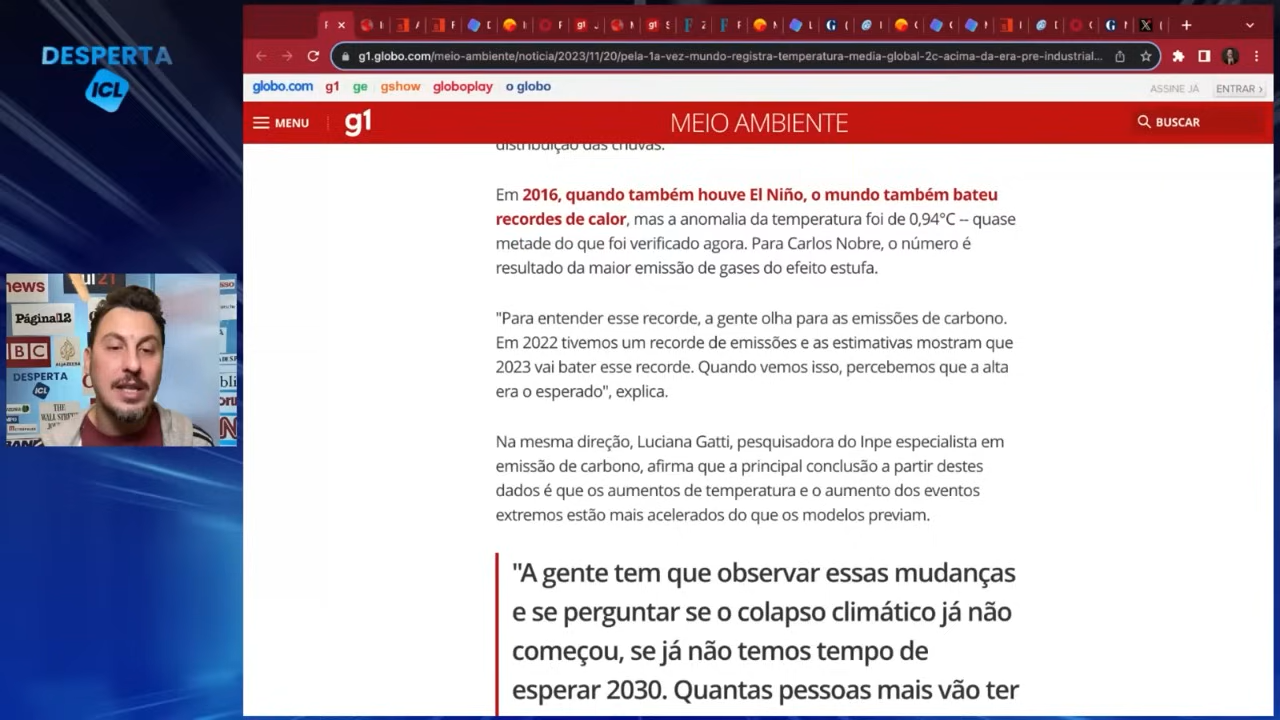 DESPERTA
ICL
g1.globo.com/meio-ambiente/noticia/2023/11/20/pela-1a-vez-mundo-registra-temperatura-media-global-2c-acima-da-era-pre-industrial...
globo.com g1 ge gshow globoplay o globo
ASSINE JÁ ENTRAR
MENU g1 MEIO AMBIENTE BUSCAR
distribuição das chuvas.
Em 2016, quando também houve El Niño, o mundo também bateu
recordes de calor, mas a anomalia da temperatura foi de 0,94°C -- quase
metade do que foi verificado agora. Para Carlos Nobre, o número é
resultado da maior emissão de gases do efeito estufa.
"Para entender esse recorde, a gente olha para as emissões de carbono.
Em 2022 tivemos um recorde de emissões e as estimativas mostram que
2023 vai bater esse recorde. Quando vemos isso, percebemos que a alta
era o esperado", explica.
Na mesma direção, Luciana Gatti, pesquisadora do Inpe especialista em
emissão de carbono, afirma que a principal conclusão a partir destes
dados é que os aumentos de temperatura e o aumento dos eventos
extremos estão mais acelerados do que os modelos previam.
"A gente tem que observar essas mudanças
e se perguntar se o colapso climático já não
começou, se já não temos tempo de
esperar 2030. Quantas pessoas mais vão ter
news
21
Página12
BBC
ALJAZEERA
DESPERTA
ICL
THE
WALL STREET